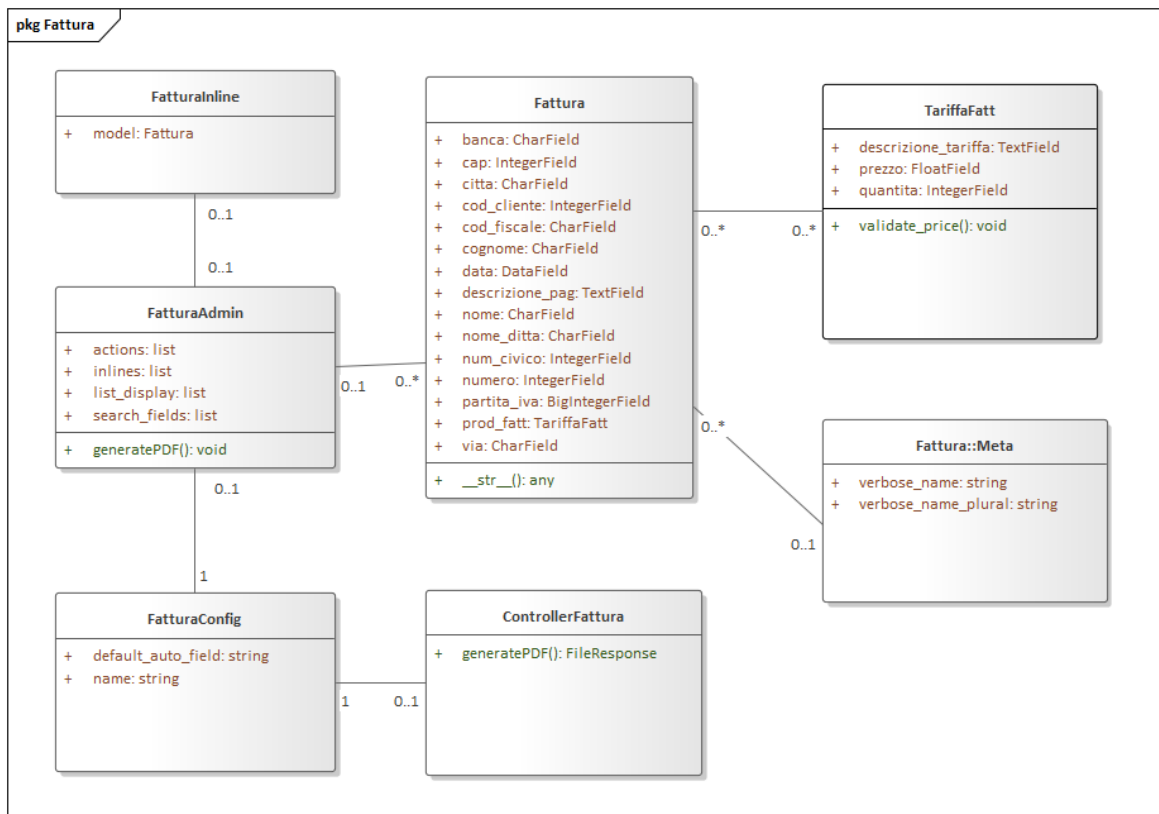 pkg Fattura
FatturaInline
+ model: Fattura
0..1
0..1
FatturaAdmin
+ actions: list
+ inlines: list
+ list_display: list
+ search_fields: list
+ generatePDF(): void
0..1
0..*
0..1
1
Fattura
+ banca: CharField
+ cap: IntegerField
+ citta: CharField
+ cod_cliente: IntegerField
+ cod_fiscale: CharField
+ cognome: CharField
+ data: DataField
+ descrizione_pag: TextField
+ nome: CharField
+ nome_ditta: CharField
+ num_civico: IntegerField
+ numero: IntegerField
+ partita_iva: BigIntegerField
+ prod_fatt: TariffaFatt
+ via: CharField
+ __str__(): any
0..*
0..*
TariffaFatt
+ descrizione_tariffa: TextField
+ prezzo: FloatField
+ quantita: IntegerField
+ validate_price(): void
0..*
0..1
Fattura::Meta
+ verbose_name: string
+ verbose_name_plural: string
FatturaConfig
+ default_auto_field: string
+ name: string
1
0..1
ControllerFattura
+ generatePDF(): FileResponse